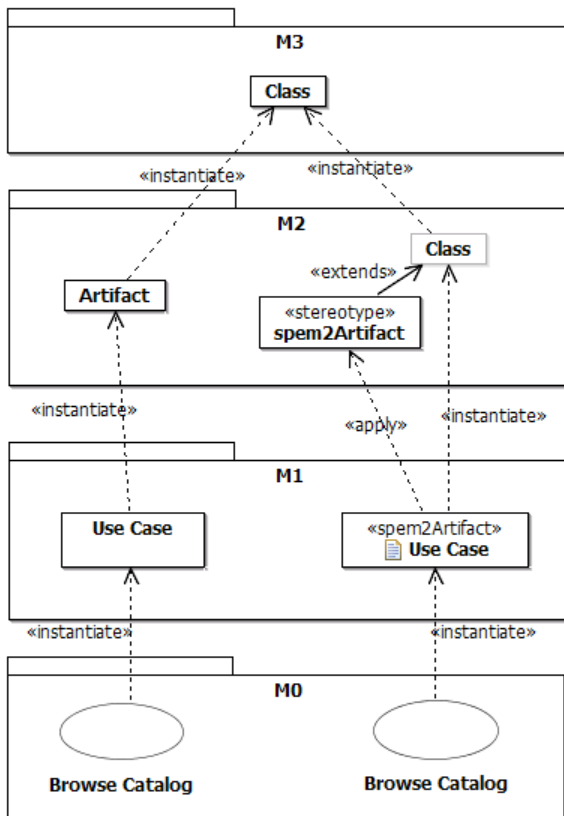 M3
Class
«instantiate»
«instantiate»
M2
Class
«extends»
Artifact
«stereotype»
spem2Artifact
«instantiate»
«apply»
«instantiate»
M1
Use Case
«spem2Artifact»
Use Case
«instantiate»
«instantiate»
M0
Browse Catalog
Browse Catalog